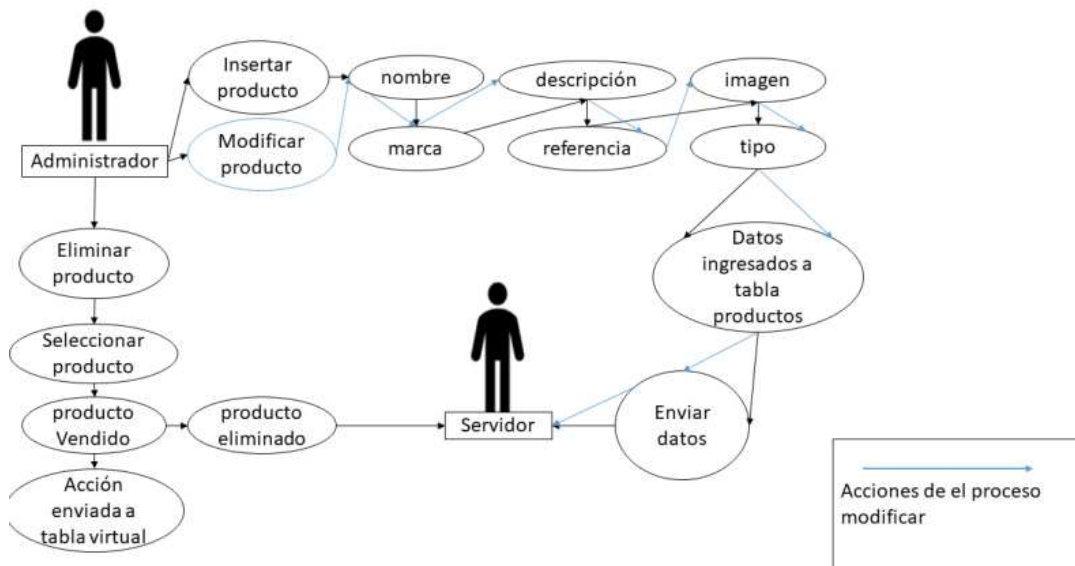 Insertar
producto
nombre
descripción
imagen
Modificar
producto
marca
referencia
tipo
Administrador
Eliminar
producto
Datos
ingresados a
tabla
productos
Seleccionar
producto
producto
Vendido
producto
eliminado
Servidor
Enviar
datos
Acción
enviada a
tabla virtual
Acciones de el proceso
modificar